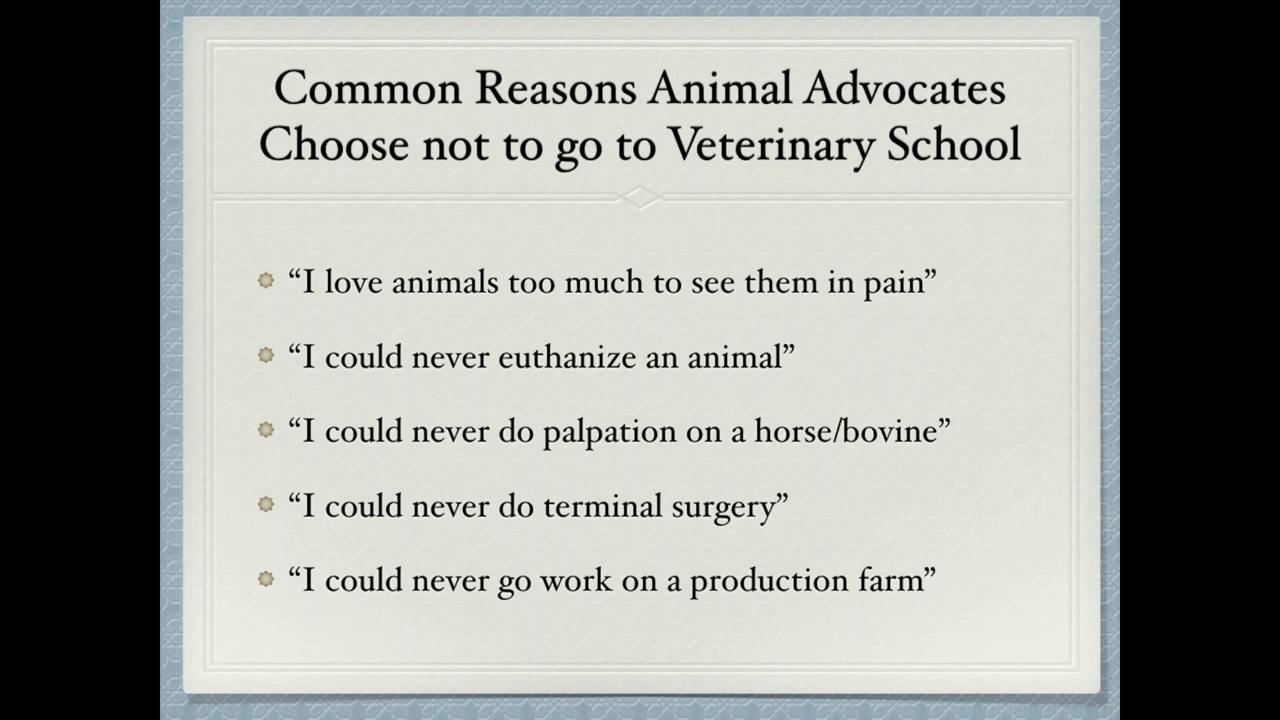 Common Reasons Animal Advocates
Choose not to go to Veterinary School
“I love animals too much to see them in pain”
“I could never euthanize an animal”
“I could never do palpation on a horse/bovine”
“I could never do terminal surgery”
“I could never go work on a production farm”